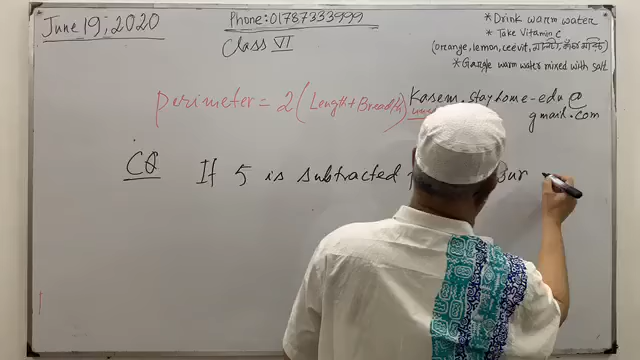 June 19, 2020
Phone: 01787333999
Class VI
* Drink warm water
* Take Vitamin C
(orange, lemon, ceevit,
* Gargle warm water mixed with salt
Perimeter = 2 (Length + Breadth)
Kasem.stayhome-edu@
gmail.com
CQ If 5 is subtracted